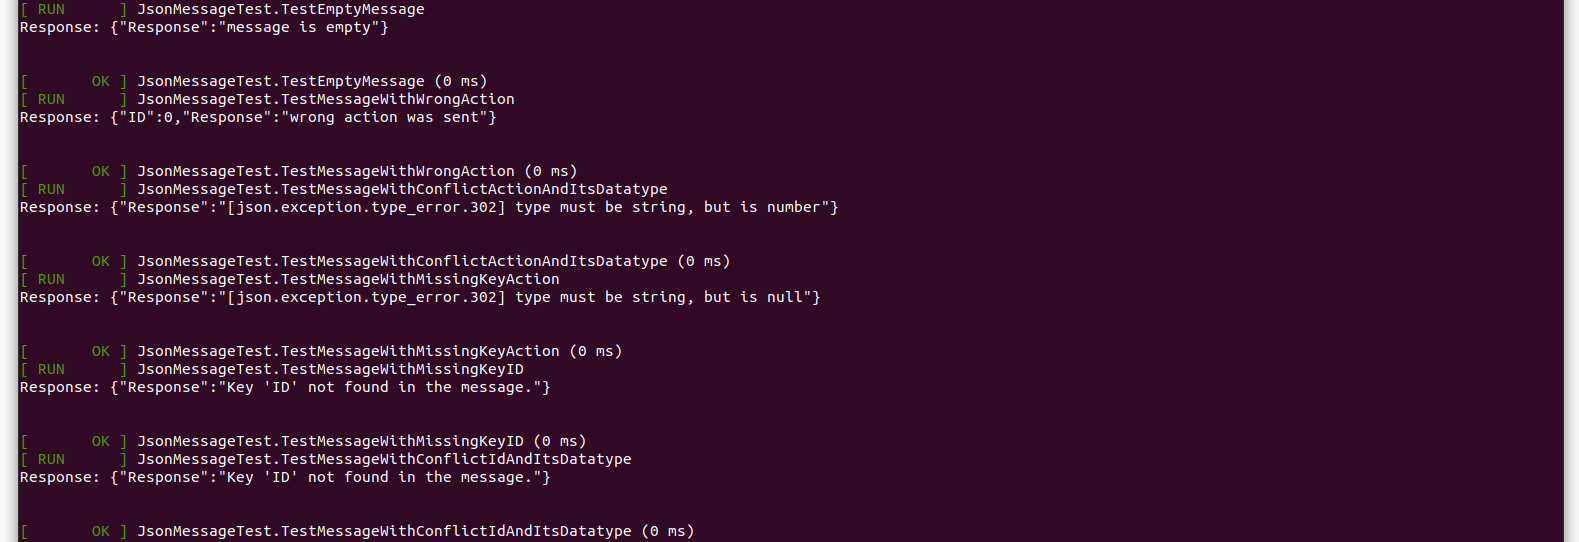 [ RUN      ] JsonMessageTest.TestEmptyMessage
Response: {"Response":"message is empty"}
[       OK ] JsonMessageTest.TestEmptyMessage (0 ms)
[ RUN      ] JsonMessageTest.TestMessageWithWrongAction
Response: {"ID":0,"Response":"wrong action was sent"}
[       OK ] JsonMessageTest.TestMessageWithWrongAction (0 ms)
[ RUN      ] JsonMessageTest.TestMessageWithConflictActionAndItsDatatype
Response: {"Response":"[json.exception.type_error.302] type must be string, but is number"}
[       OK ] JsonMessageTest.TestMessageWithConflictActionAndItsDatatype (0 ms)
[ RUN      ] JsonMessageTest.TestMessageWithMissingKeyAction
Response: {"Response":"[json.exception.type_error.302] type must be string, but is null"}
[       OK ] JsonMessageTest.TestMessageWithMissingKeyAction (0 ms)
[ RUN      ] JsonMessageTest.TestMessageWithMissingKeyID
Response: {"Response":"Key 'ID' not found in the message."}
[       OK ] JsonMessageTest.TestMessageWithMissingKeyID (0 ms)
[ RUN      ] JsonMessageTest.TestMessageWithConflictIdAndItsDatatype
Response: {"Response":"Key 'ID' not found in the message."}
[       OK ] JsonMessageTest.TestMessageWithConflictIdAndItsDatatype (0 ms)